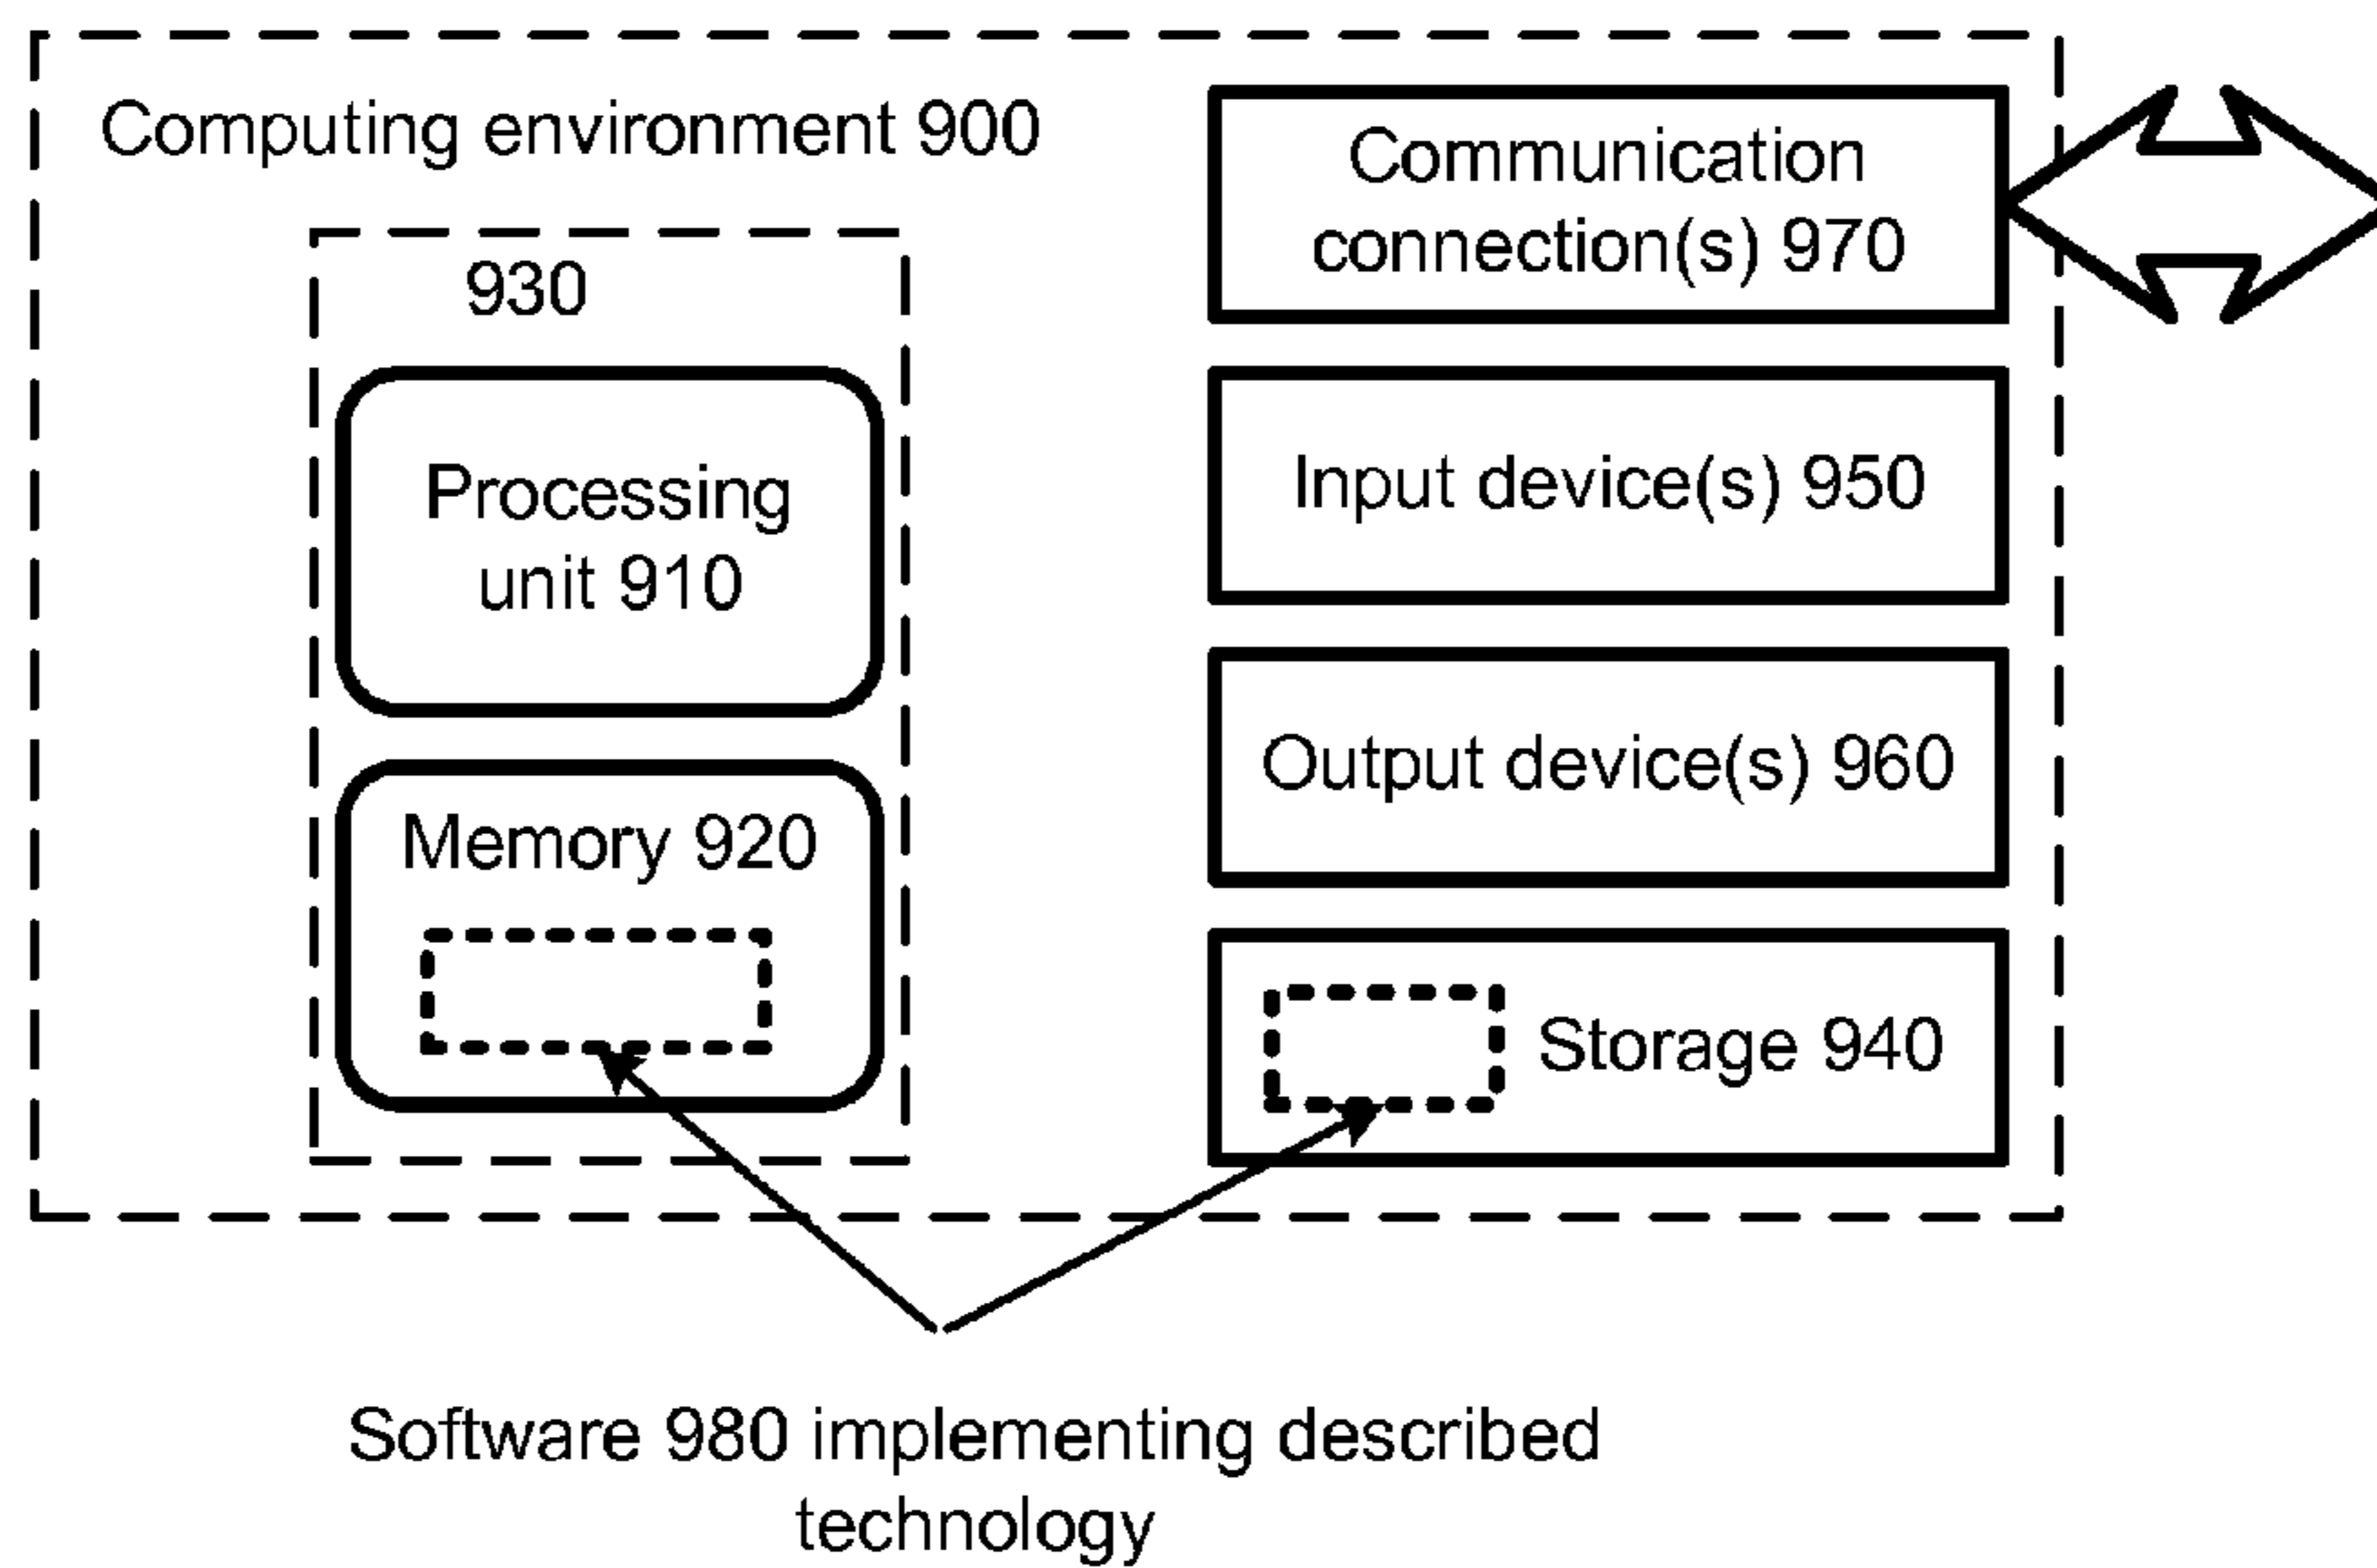 Computing environment 900
930
Processing
unit 910
Memory 920
Communication
connection(s) 970
Input device(s) 950
Output device(s) 960
Storage 940
Software 980 implementing described
technology